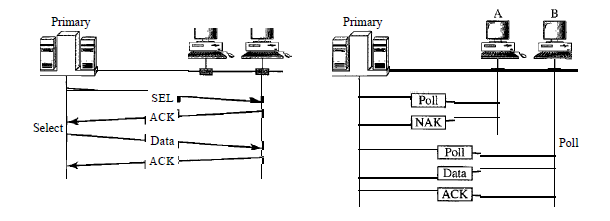 Primary
SEL
ACK
Select
Data
ACK
Primary
A
B
Poll
NAK
Poll
Poll
Data
ACK